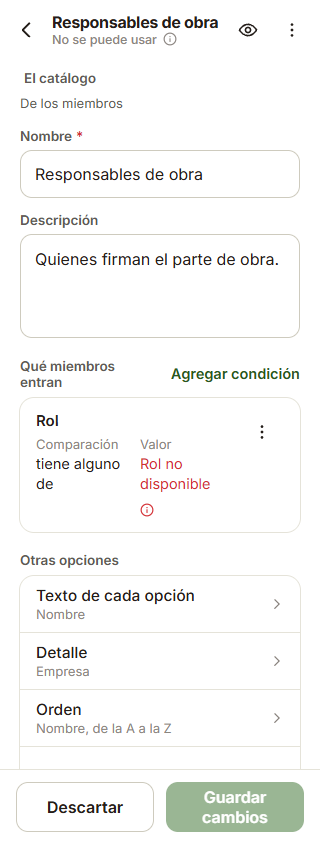 Responsables de obra
No se puede usar
El catálogo
De los miembros
Nombre *
Responsables de obra
Descripción
Quienes firman el parte de obra.
Qué miembros
entran
Agregar condición
Rol
Comparación
tiene alguno
de
Valor
Rol no
disponible
Otras opciones
Texto de cada opción
Nombre
Detalle
Empresa
Orden
Nombre, de la A a la Z
Descartar
Guardar
cambios